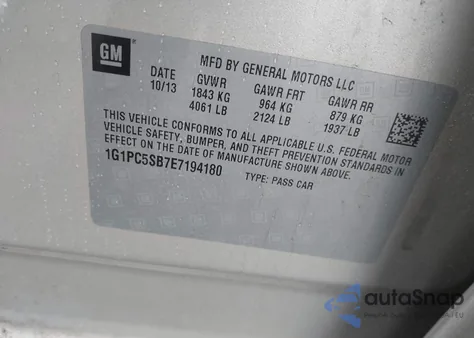 GM
MFD BY GENERAL MOTORS LLC
DATE GVWR GAWR FRT GAWR RR
10/13 1843 KG 964 KG 879 KG
4061 LB 2124 LB 1937 LB
THIS VEHICLE CONFORMS TO ALL APPLICABLE U.S. FEDERAL MOTOR
VEHICLE SAFETY, BUMPER, AND THEFT PREVENTION STANDARDS IN
EFFECT ON THE DATE OF MANUFACTURE SHOWN ABOVE.
1G1PC5SB7E7194180
TYPE: PASS CAR
autoSnap